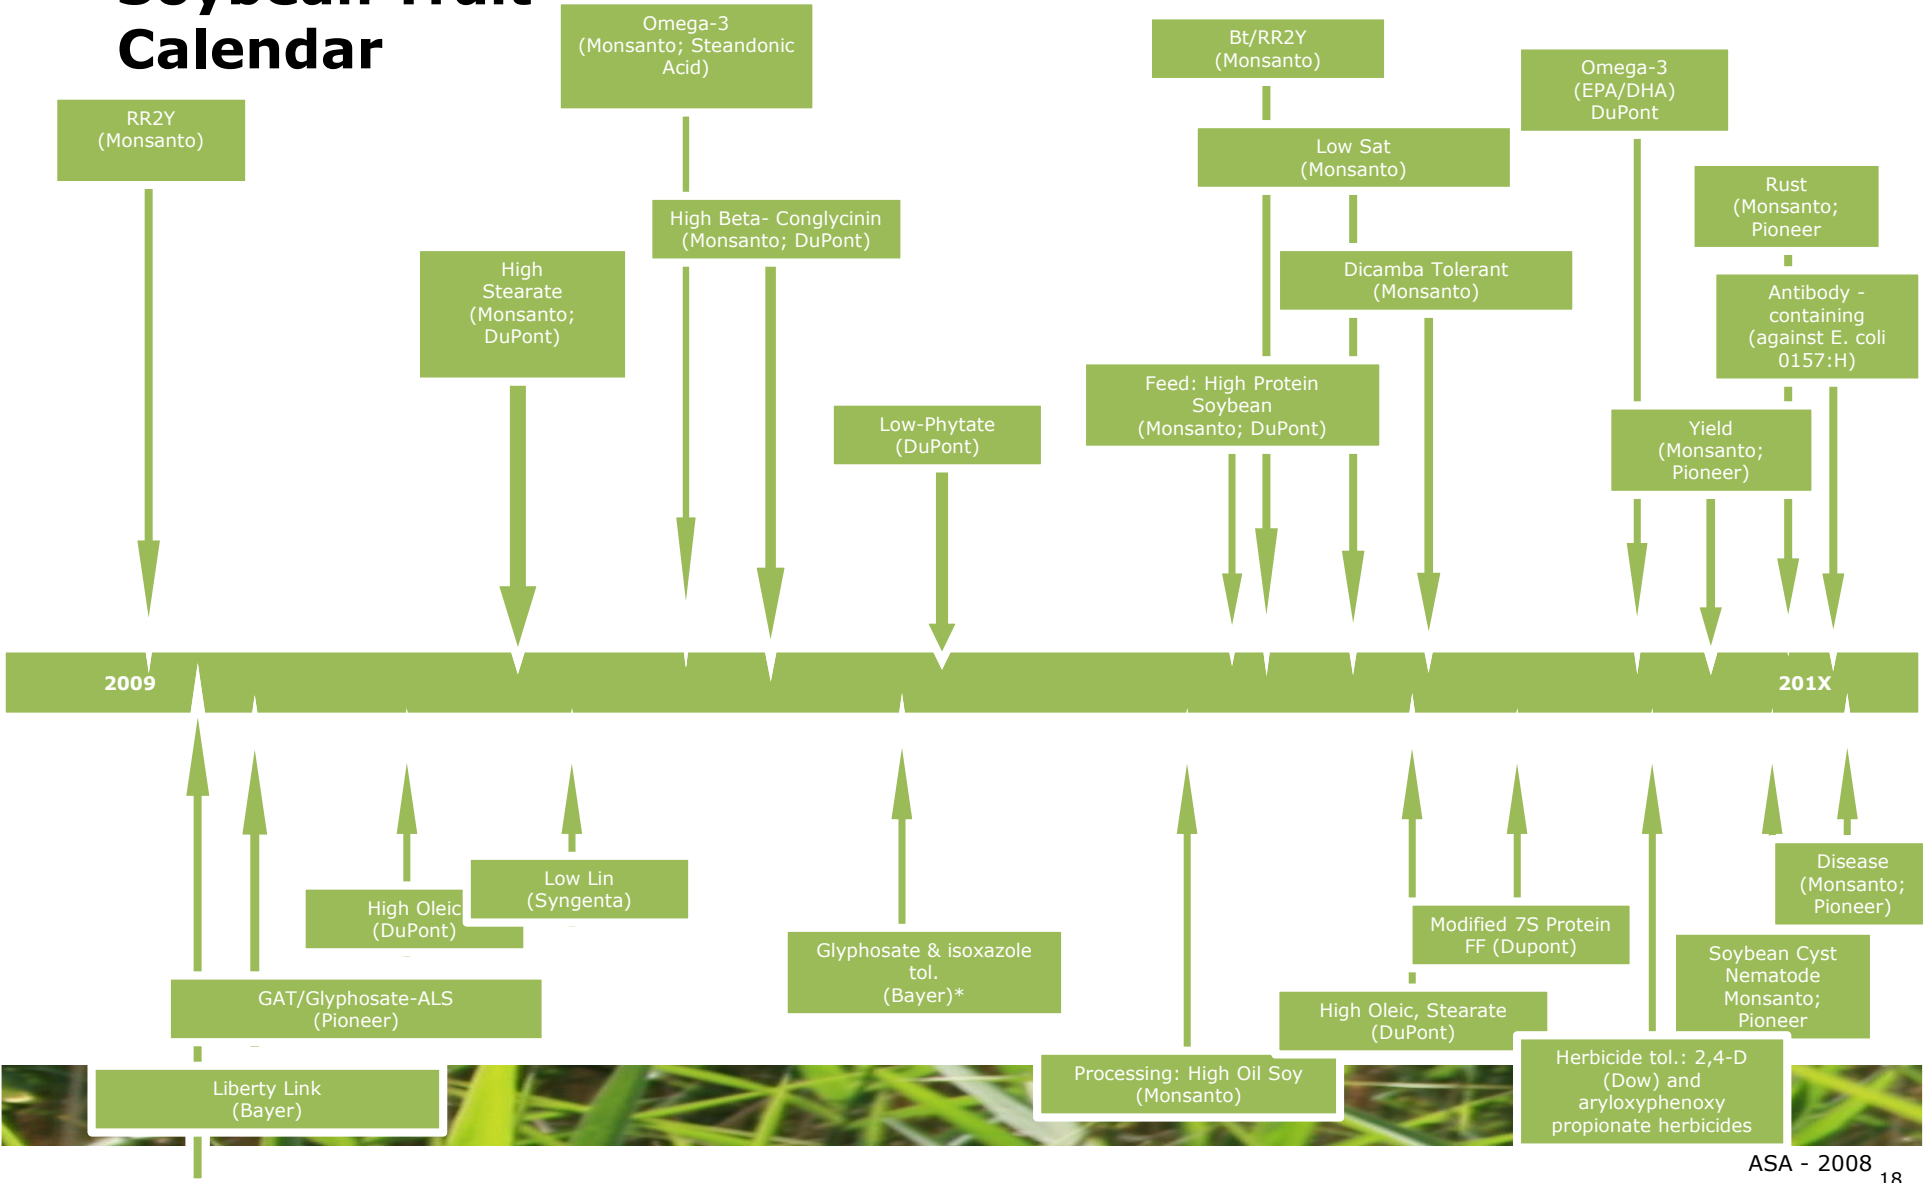 Soybean Trait
Calendar
Omega-3
(Monsanto; Steandonic
Acid)
Bt/RR2Y
(Monsanto)
Omega-3
(EPA/DHA)
DuPont
RR2Y
(Monsanto)
Low Sat
(Monsanto)
Rust
(Monsanto;
Pioneer
High Beta- Conglycinin
(Monsanto; DuPont)
High
Stearate
(Monsanto;
DuPont)
Dicamba Tolerant
(Monsanto)
Antibody -
containing
(against E. coli
0157:H)
Feed: High Protein
Soybean
(Monsanto; DuPont)
Low-Phytate
(DuPont)
Yield
(Monsanto;
Pioneer)
2009
201X
Low Lin
(Syngenta)
Disease
(Monsanto;
Pioneer)
High Oleic
(DuPont)
Modified 7S Protein
FF (Dupont)
Glyphosate & isoxazole
tol.
(Bayer)*
Soybean Cyst
Nematode
Monsanto;
Pioneer
GAT/Glyphosate-ALS
(Pioneer)
High Oleic, Stearate
(DuPont)
Liberty Link
(Bayer)
Processing: High Oil Soy
(Monsanto)
Herbicide tol.: 2,4-D
(Dow) and
aryloxyphenoxy
propionate herbicides
ASA - 2008
18